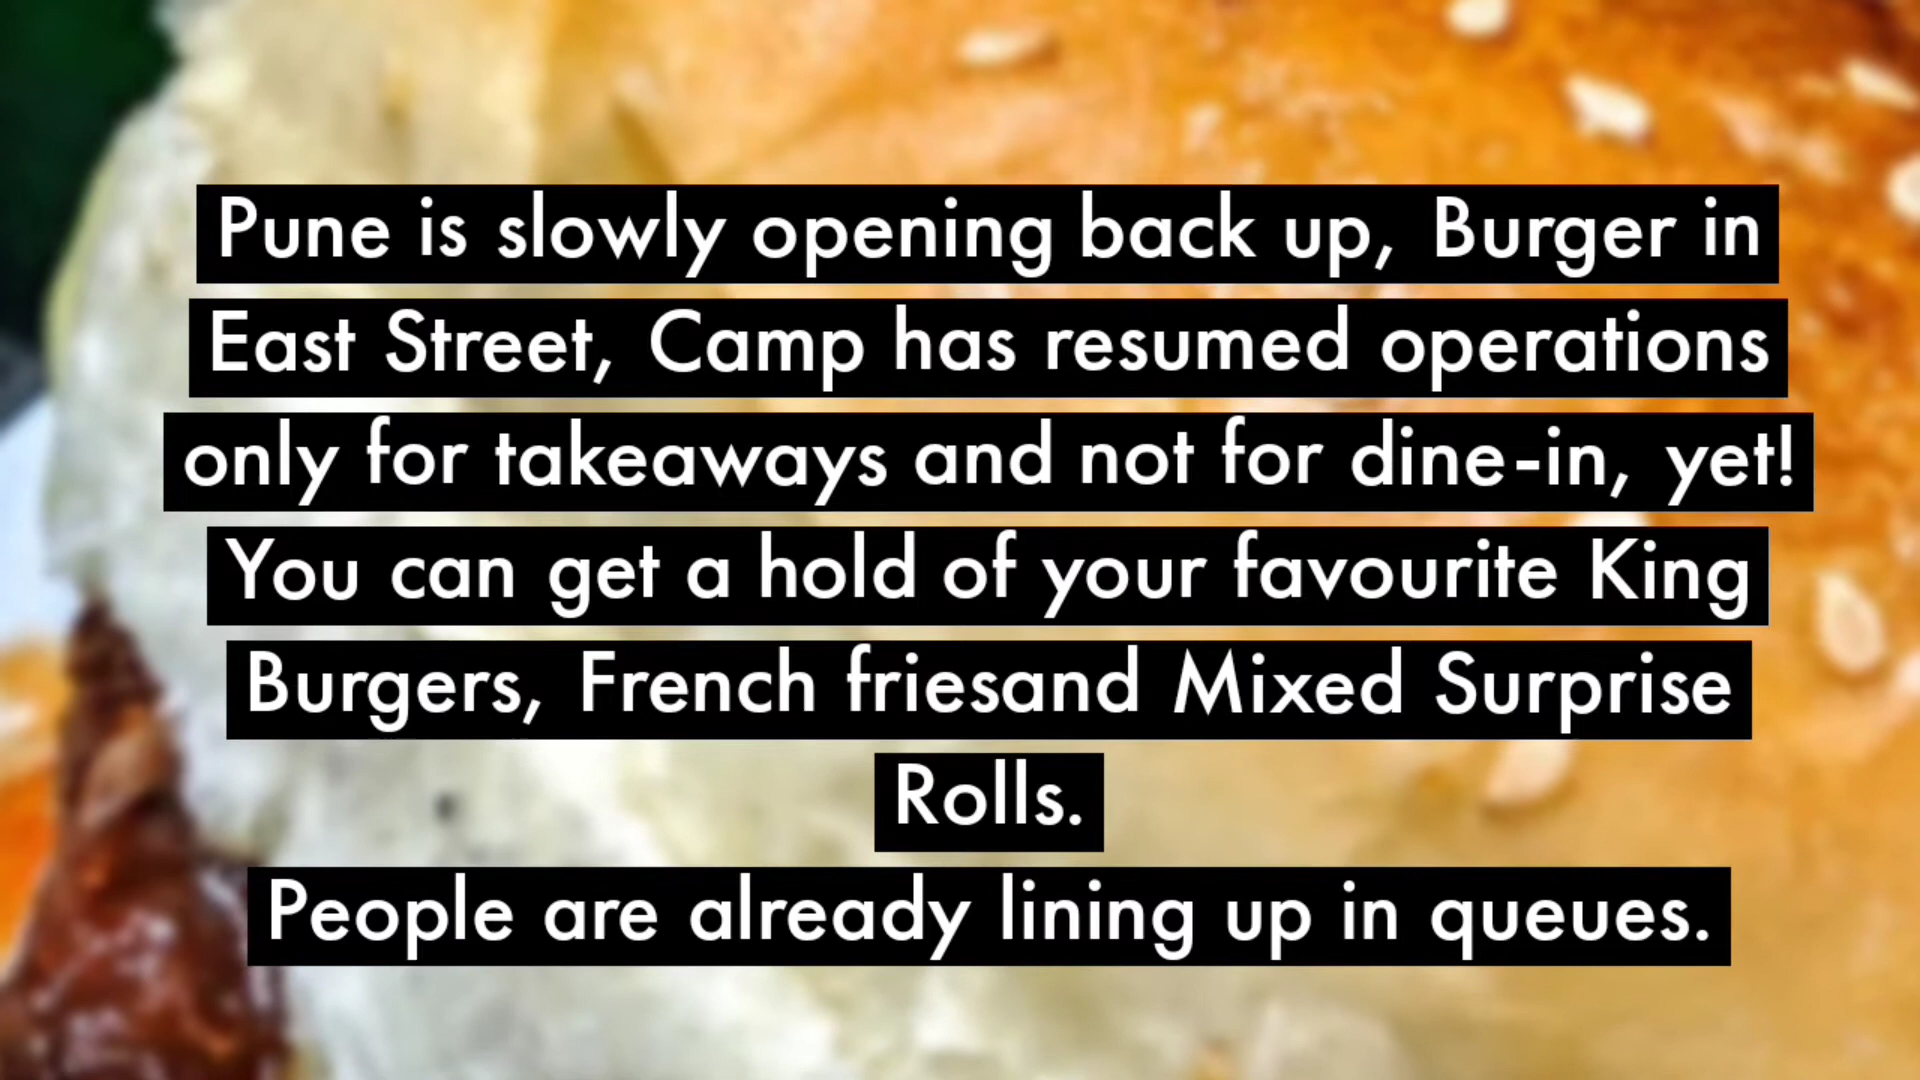 Pune is slowly opening back up, Burger in
East Street, Camp has resumed operations
only for takeaways and not for dine-in, yet!
You can get a hold of your favourite King
Burgers, French friesand Mixed Surprise
Rolls.
People are already lining up in queues.